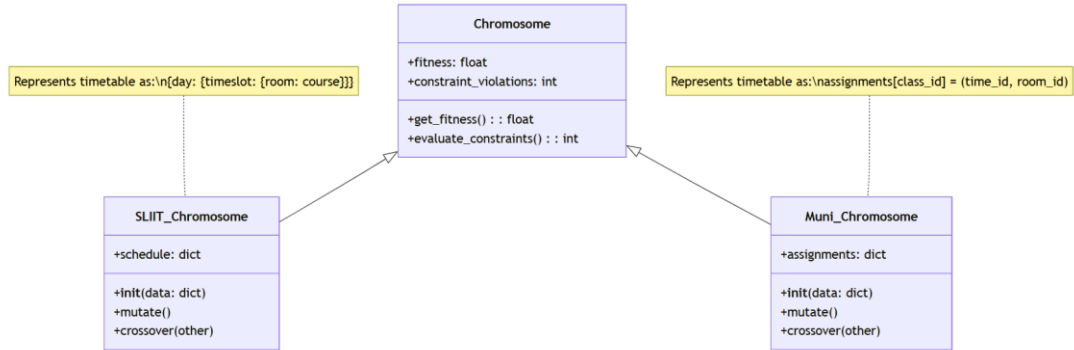 Chromosome
+fitness: float
+constraint_violations: int
+get_fitness() : : float
+evaluate_constraints() : : int
Represents timetable as:\n{day: {timeslot: {room: course}}}
Represents timetable as:\nassignments[class_id] = (time_id, room_id)
SLIIT_Chromosome
+schedule: dict
+init(data: dict)
+mutate()
+crossover(other)
Muni_Chromosome
+assignments: dict
+init(data: dict)
+mutate()
+crossover(other)